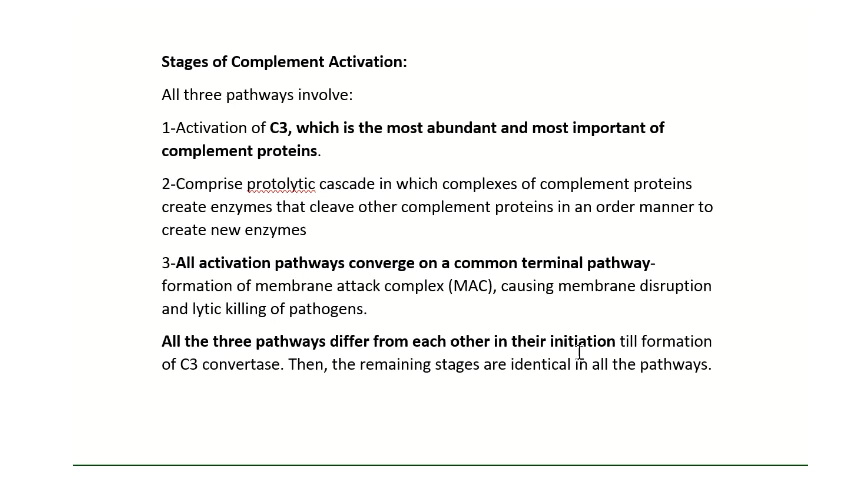 Stages of Complement Activation:
All three pathways involve:
1-Activation of C3, which is the most abundant and most important of
complement proteins.
2-Comprise protolytic cascade in which complexes of complement proteins
create enzymes that cleave other complement proteins in an order manner to
create new enzymes
3-All activation pathways converge on a common terminal pathway-
formation of membrane attack complex (MAC), causing membrane disruption
and lytic killing of pathogens.
All the three pathways differ from each other in their initiation till formation
of C3 convertase. Then, the remaining stages are identical in all the pathways.